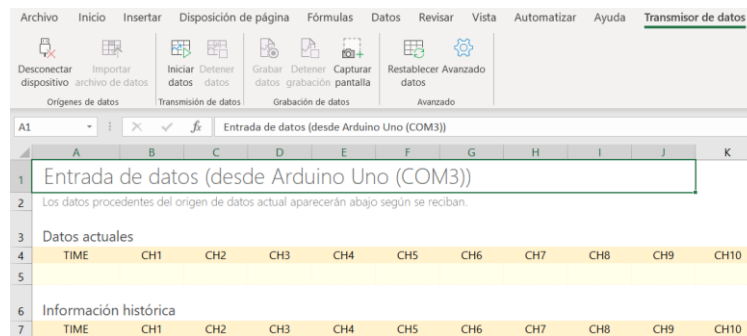 Archivo Inicio Insertar Disposición de página Fórmulas Datos Revisar Vista Automatizar Ayuda Transmisor de datos
Desconectar Importar Iniciar Detener Grabar Detener Capturar Restablecer Avanzado
dispositivo archivo de datos datos datos datos grabación pantalla datos
Orígenes de datos Transmisión de datos Grabación de datos Avanzado
A1 fx Entrada de datos (desde Arduino Uno (COM3))
A B C D E F G H I J K
1 Entrada de datos (desde Arduino Uno (COM3))
2 Los datos procedentes del origen de datos actual aparecerán abajo según se reciban.
3 Datos actuales
4 TIME CH1 CH2 CH3 CH4 CH5 CH6 CH7 CH8 CH9 CH10
5
6 Información histórica
7 TIME CH1 CH2 CH3 CH4 CH5 CH6 CH7 CH8 CH9 CH10